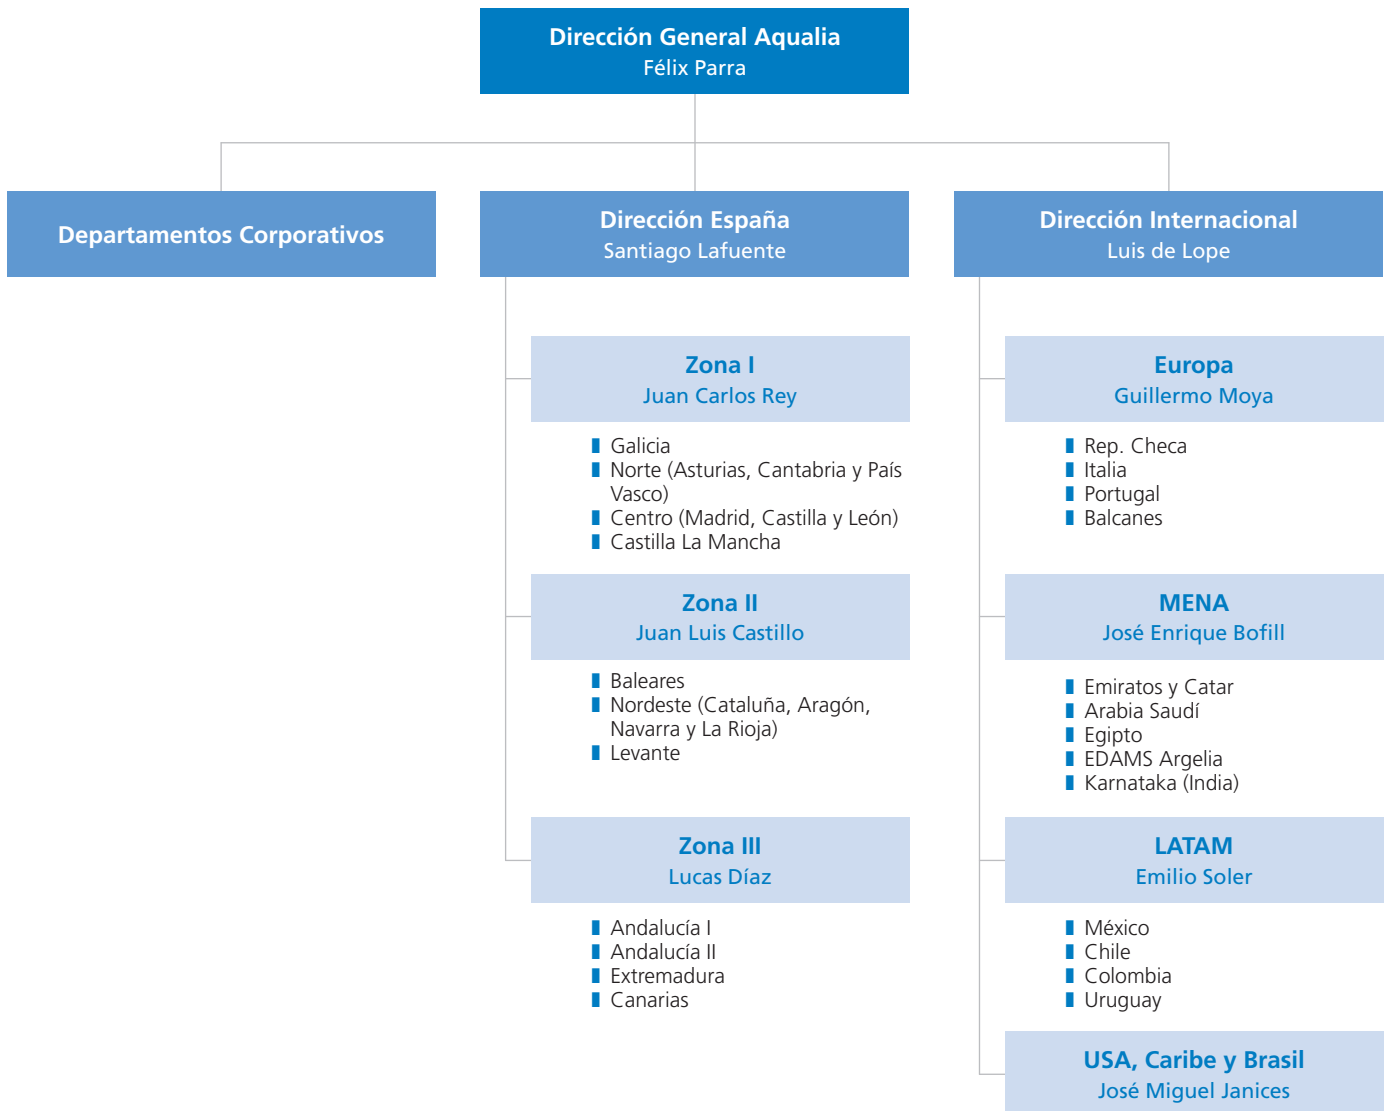 Dirección General Aqualia
Félix Parra
Departamentos Corporativos
Dirección España
Santiago Lafuente
Dirección Internacional
Luis de Lope
Zona I
Juan Carlos Rey
Galicia
Norte (Asturias, Cantabria y País
Vasco)
Centro (Madrid, Castilla y León)
Castilla La Mancha
Zona II
Juan Luis Castillo
Baleares
Nordeste (Cataluña, Aragón,
Navarra y La Rioja)
Levante
Zona III
Lucas Díaz
Andalucía I
Andalucía II
Extremadura
Canarias
Europa
Guillermo Moya
Rep. Checa
Italia
Portugal
Balcanes
MENA
José Enrique Bofill
Emiratos y Catar
Arabia Saudí
Egipto
EDAMS Argelia
Karnataka (India)
LATAM
Emilio Soler
México
Chile
Colombia
Uruguay
USA, Caribe y Brasil
José Miguel Janices